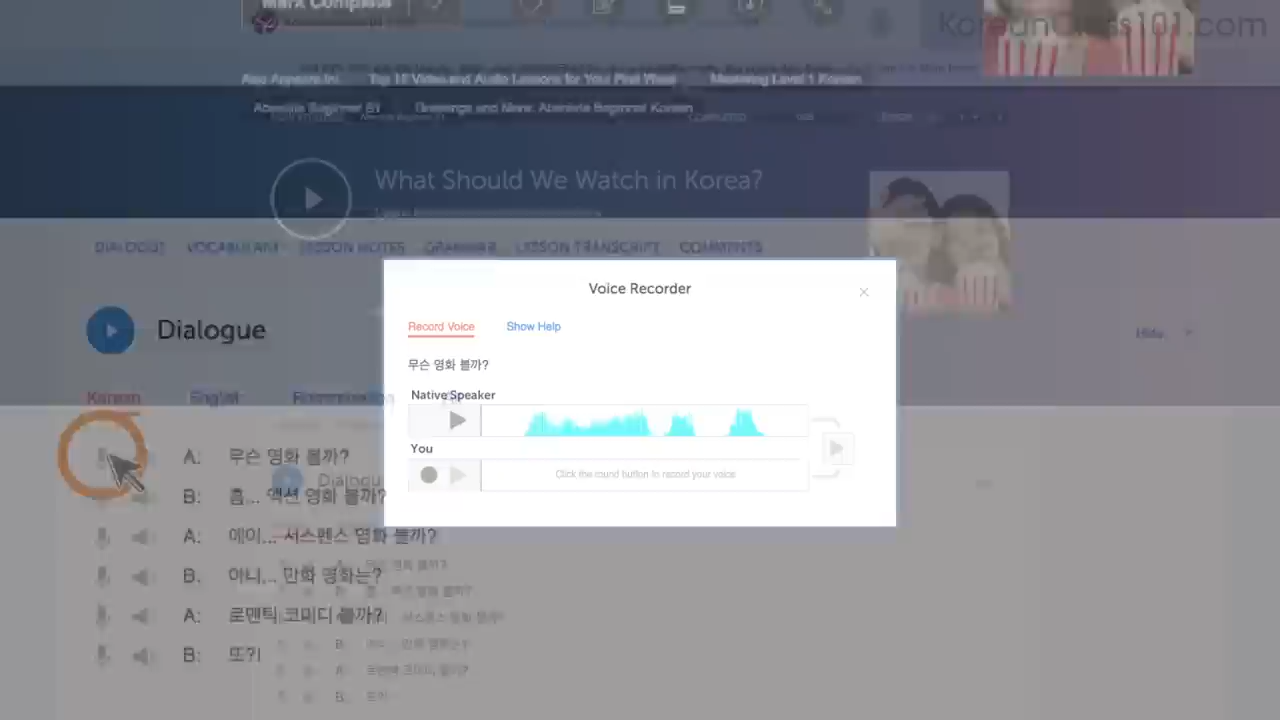 Mark Complete
KoreanClass101.com
Also Appears in: Top 15 Video and Audio Lessons for Your First Week Mastering Level 1 Korean
Absolute Beginner S1 Greetings and More: Absolute Beginner Korean
What Should We Watch in Korea?
DIALOGUE VOCABULARY LESSON NOTES GRAMMAR LESSON TRANSCRIPT COMMENTS
Voice Recorder
Record Voice Show Help
무슨 영화 볼까?
Native Speaker
You
Click the round button to record your voice
Dialogue
Hide
Korean English
A: 무슨 영화 볼까?
B: 흠... 액션 영화 볼까?
A: 에이... 서스펜스 영화 볼까?
B: 아니... 만화 영화는?
A: 로맨틱 코미디 볼까?
B: 또?!